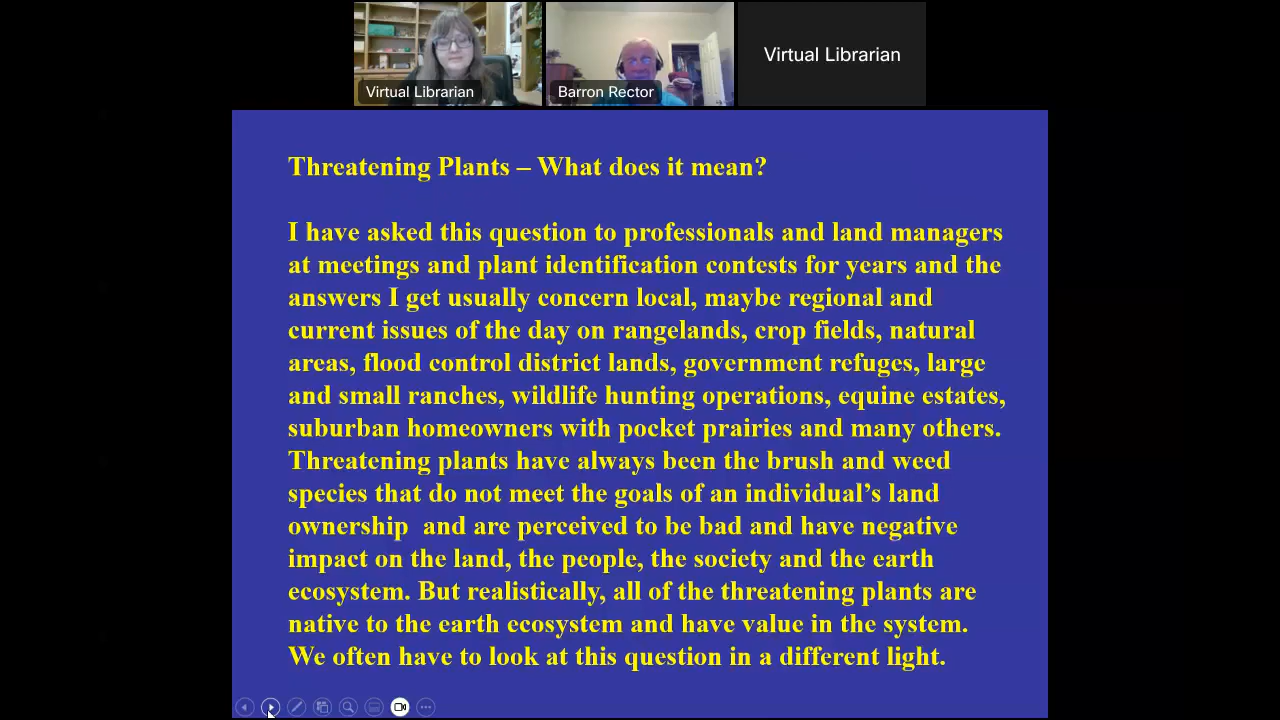 Virtual Librarian
Barron Rector
Virtual Librarian
Threatening Plants – What does it mean?
I have asked this question to professionals and land managers
at meetings and plant identification contests for years and the
answers I get usually concern local, maybe regional and
current issues of the day on rangelands, crop fields, natural
areas, flood control district lands, government refuges, large
and small ranches, wildlife hunting operations, equine estates,
suburban homeowners with pocket prairies and many others.
Threatening plants have always been the brush and weed
species that do not meet the goals of an individual’s land
ownership  and are perceived to be bad and have negative
impact on the land, the people, the society and the earth
ecosystem. But realistically, all of the threatening plants are
native to the earth ecosystem and have value in the system.
We often have to look at this question in a different light.